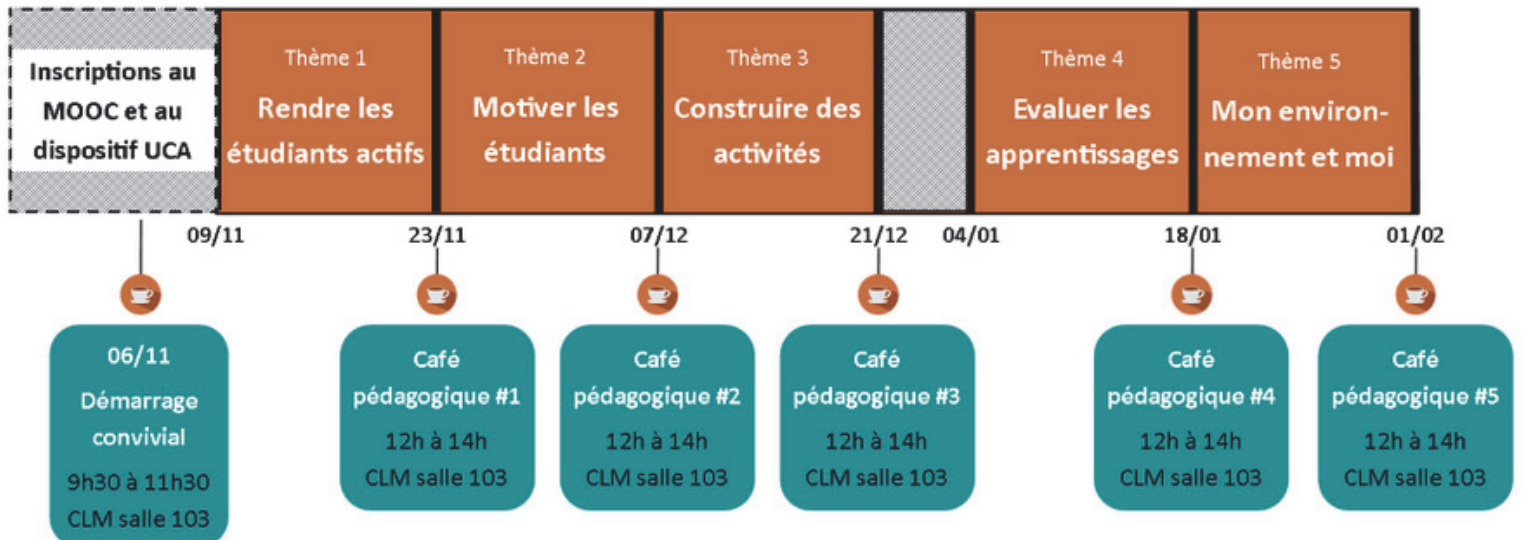 Inscriptions au
MOOC et au
dispositif UCA
Thème 1
Rendre les
étudiants actifs
Thème 2
Motiver les
étudiants
Thème 3
Construire des
activités
Thème 4
Evaluer les
apprentissages
Thème 5
Mon environ-
nement et moi
09/11
23/11
07/12
21/12
04/01
18/01
01/02
06/11
Démarrage
convivial
9h30 à 11h30
CLM salle 103
Café
pédagogique #1
12h à 14h
CLM salle 103
Café
pédagogique #2
12h à 14h
CLM salle 103
Café
pédagogique #3
12h à 14h
CLM salle 103
Café
pédagogique #4
12h à 14h
CLM salle 103
Café
pédagogique #5
12h à 14h
CLM salle 103